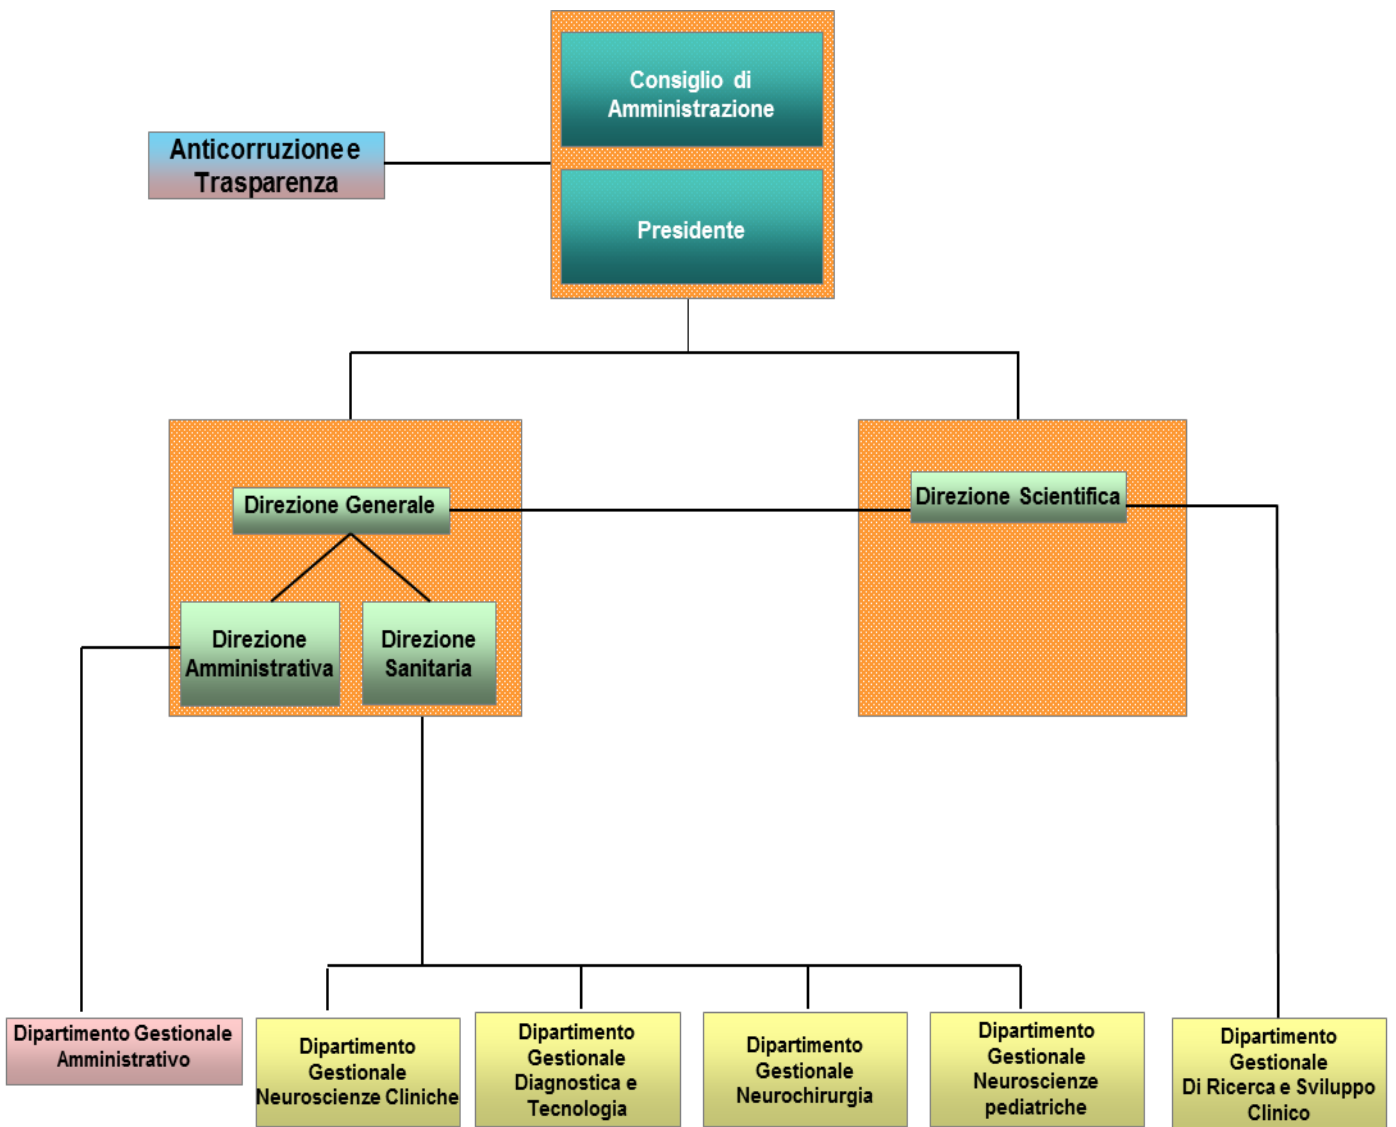 Consiglio di
Amministrazione
Anticorruzione e
Trasparenza
Presidente
Direzione Generale
Direzione Scientifica
Direzione
Amministrativa
Direzione
Sanitaria
Dipartimento Gestionale
Amministrativo
Dipartimento
Gestionale
Neuroscienze Cliniche
Dipartimento
Gestionale
Diagnostica e
Tecnologia
Dipartimento
Gestionale
Neurochirurgia
Dipartimento
Gestionale
Neuroscienze
pediatriche
Dipartimento
Gestionale
Di Ricerca e Sviluppo
Clinico